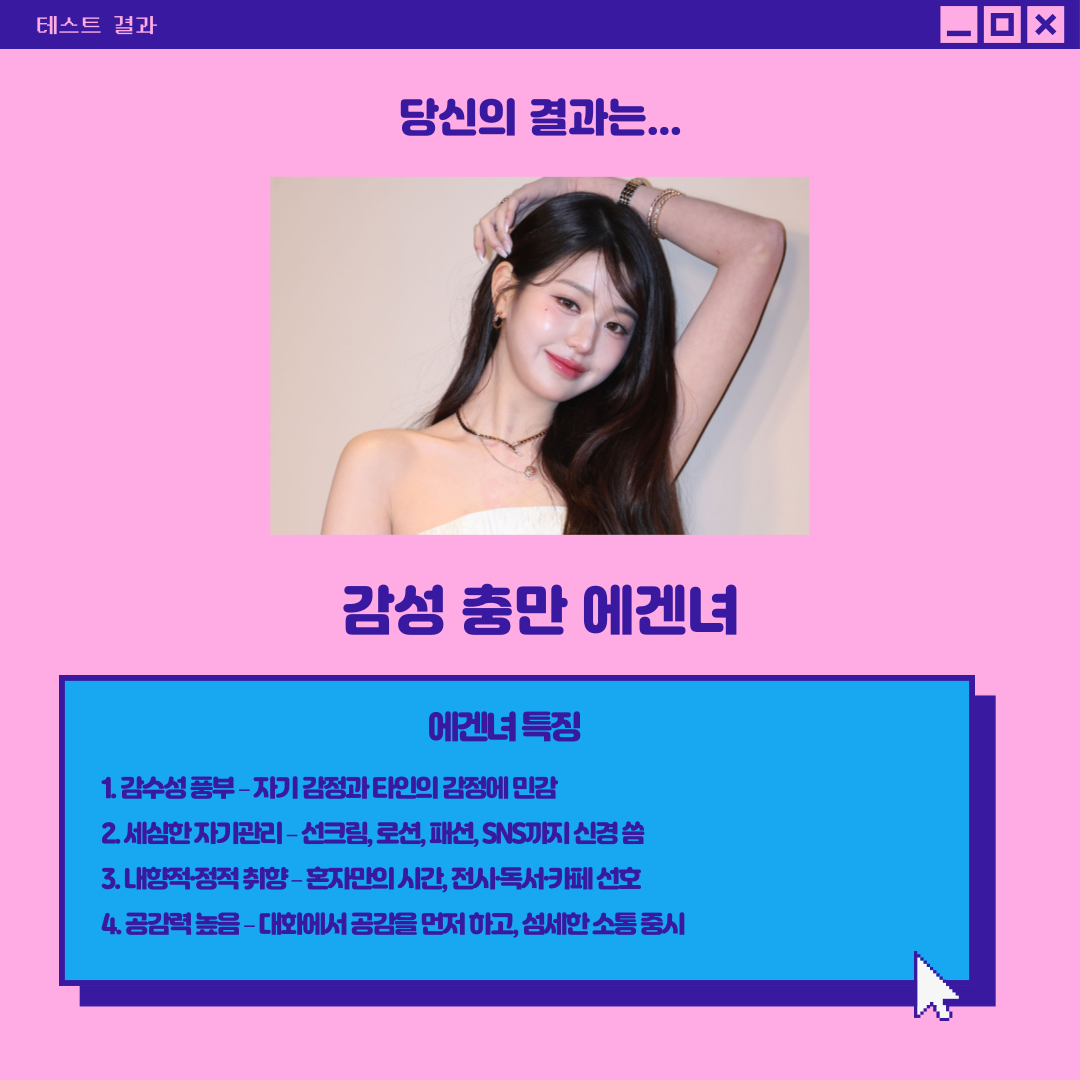 테스트 결과
당신의 결과는...
감성 충만 에겐녀
에겐녀 특징
1. 감수성 풍부 – 자기 감정과 타인의 감정에 민감
2. 세심한 자기관리 – 선크림, 로션, 패션, SNS까지 신경 씀
3. 내향적·정적 취향 – 혼자만의 시간, 전시·독서·카페 선호
4. 공감력 높음 – 대화에서 공감을 먼저 하고, 섬세한 소통 중시